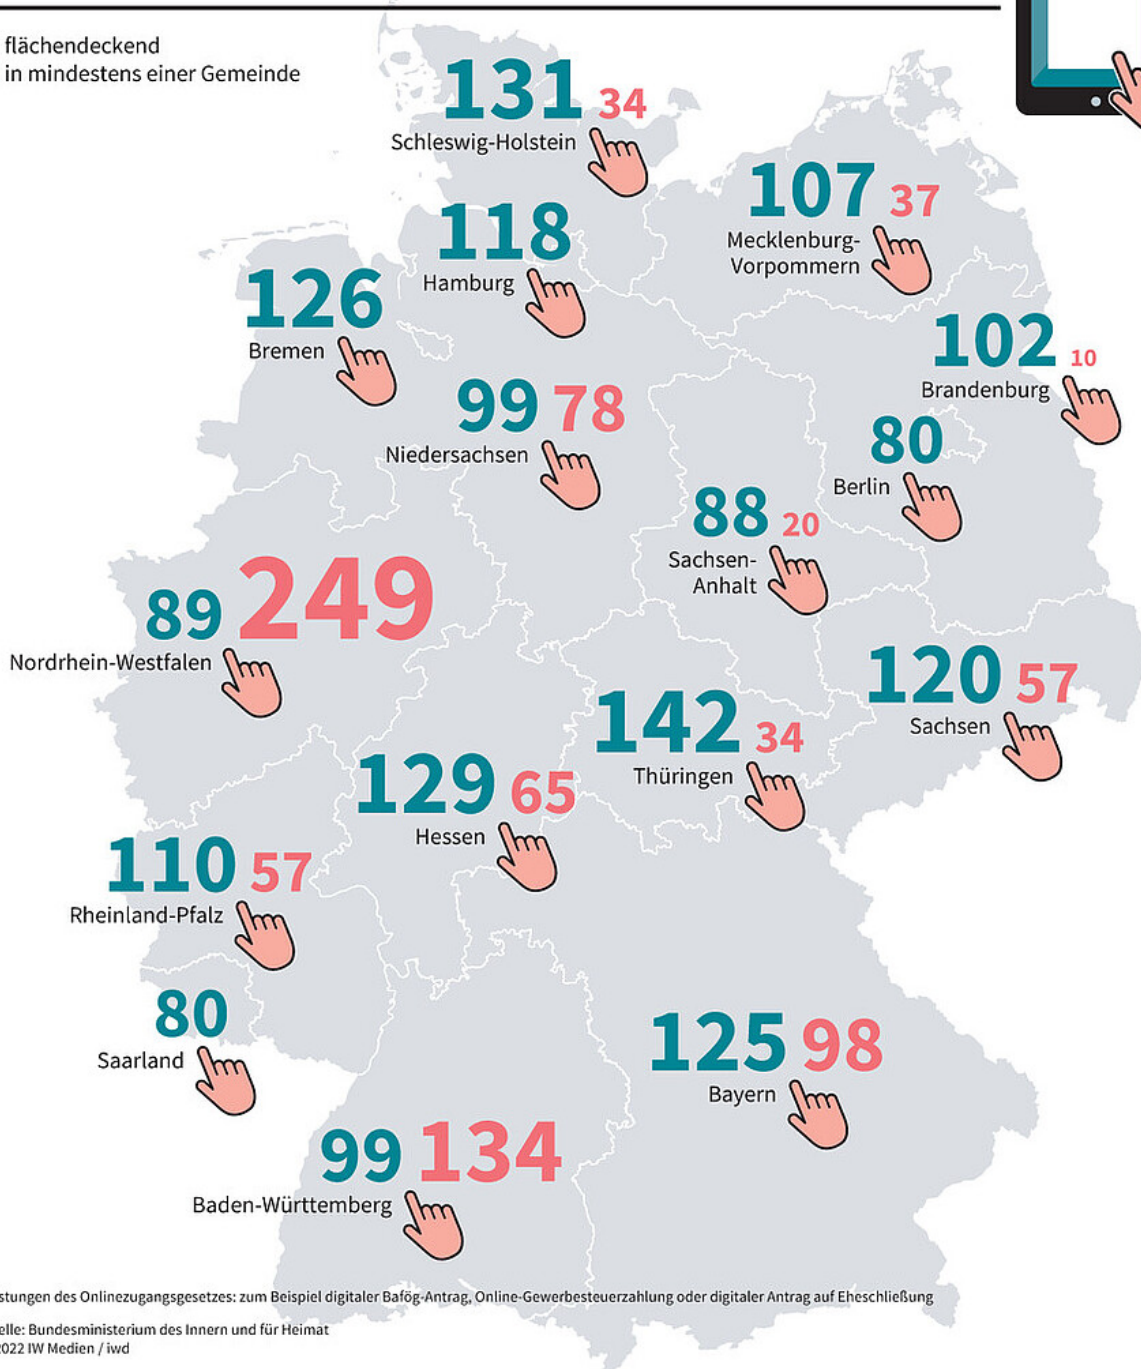 flächendeckend
in mindestens einer Gemeinde
131 34
Schleswig-Holstein
107 37
Mecklenburg-
Vorpommern
118
Hamburg
126
Bremen
102 10
Brandenburg
99 78
Niedersachsen
80
Berlin
88 20
Sachsen-
Anhalt
89 249
Nordrhein-Westfalen
120 57
Sachsen
142 34
Thüringen
129 65
Hessen
110 57
Rheinland-Pfalz
80
Saarland
125 98
Bayern
99 134
Baden-Württemberg
stungen des Onlinezugangsgesetzes: zum Beispiel digitaler Bafög-Antrag, Online-Gewerbesteuerzahlung oder digitaler Antrag auf Eheschließung
elle: Bundesministerium des Innern und für Heimat
2022 IW Medien / iwd